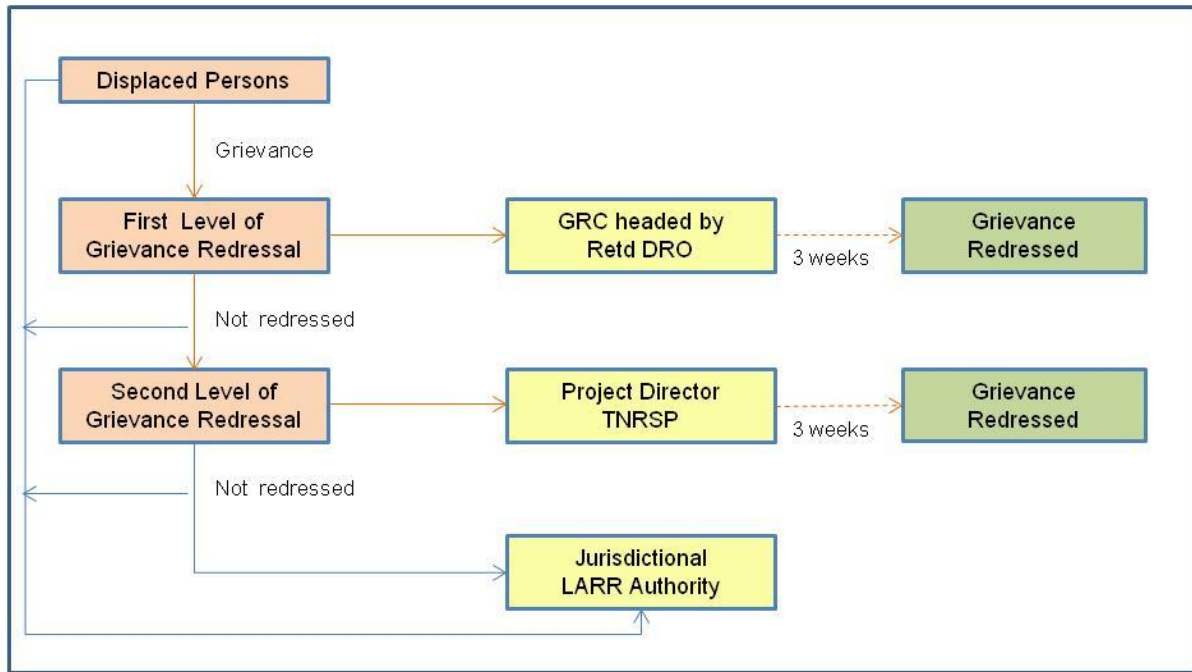 Displaced Persons
Grievance
First Level of
Grievance Redressal
GRC headed by
Retd DRO
3 weeks
Grievance
Redressed
Not redressed
Second Level of
Grievance Redressal
Project Director
TNRSP
3 weeks
Grievance
Redressed
Not redressed
Jurisdictional
LARR Authority